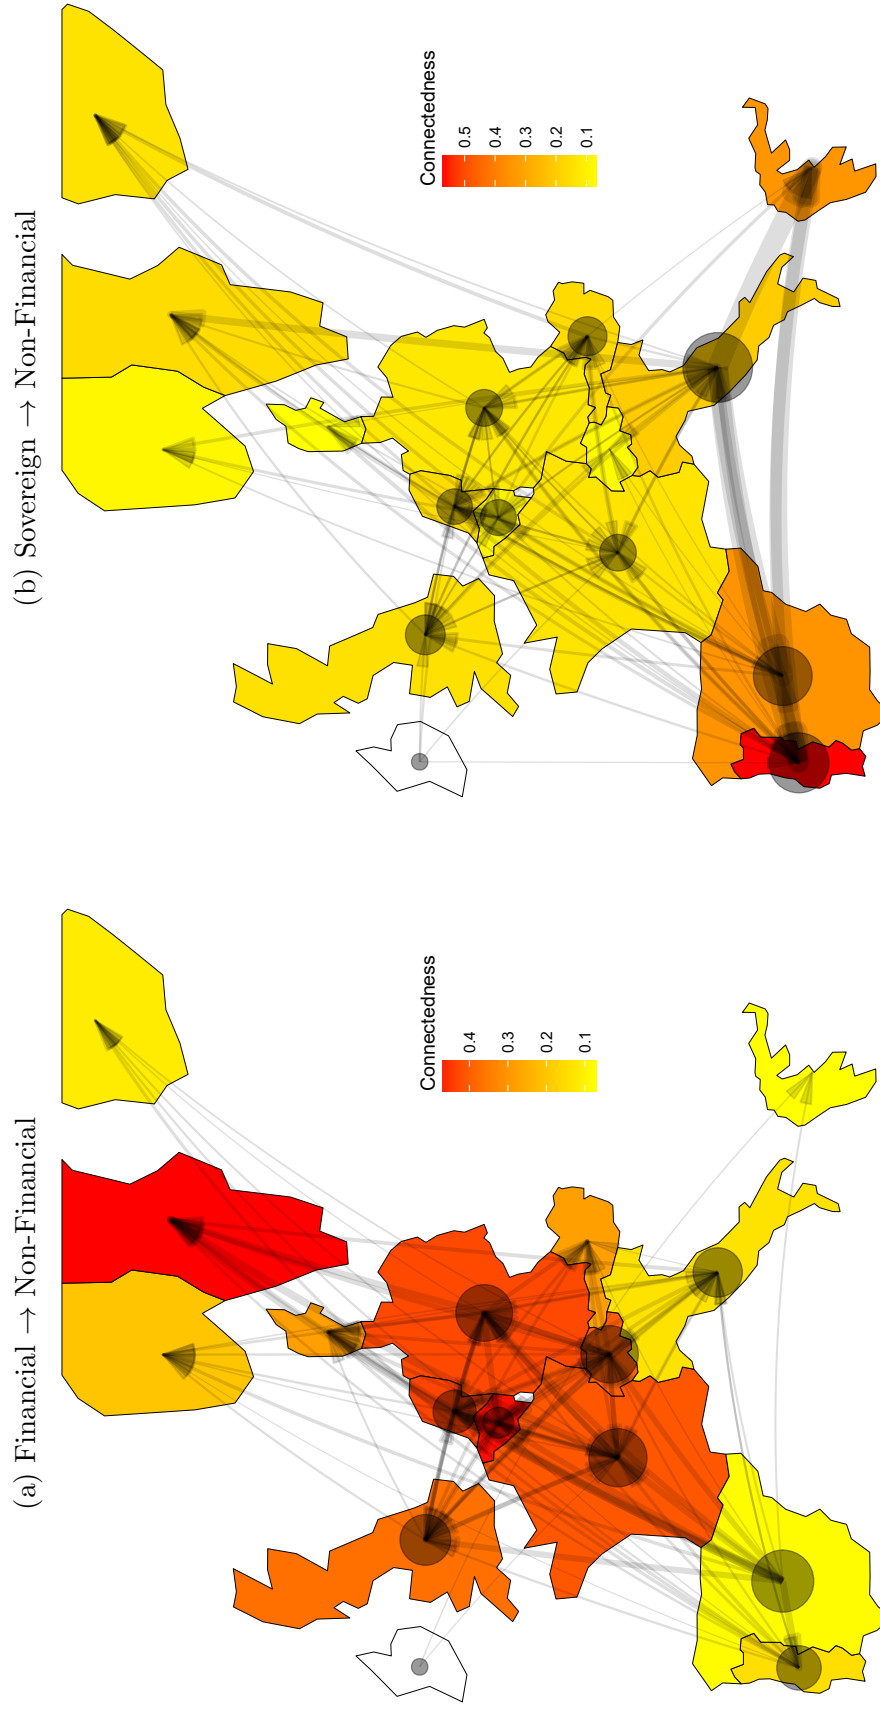 (a) Financial → Non-Financial
Connectedness
0.4
0.3
0.2
0.1
(b) Sovereign → Non-Financial
Connectedness
0.5
0.4
0.3
0.2
0.1